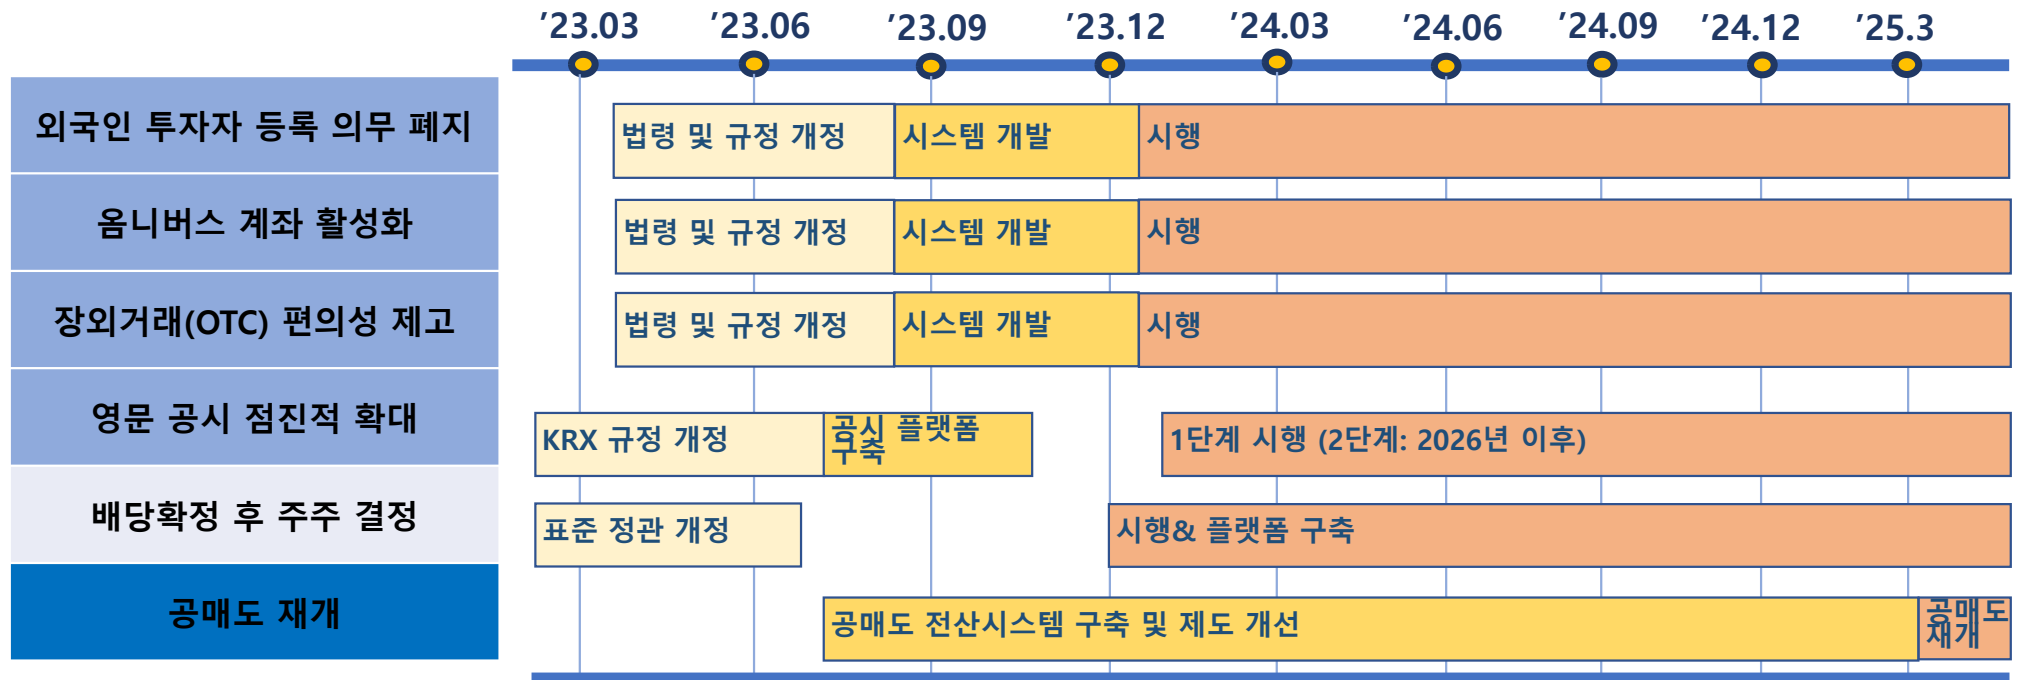 ’23.03 ’23.06 ’23.09 ’23.12 ’24.03 ’24.06 ’24.09 ’24.12 ’25.3
외국인 투자자 등록 의무 폐지
법령 및 규정 개정
시스템 개발
시행
옴니버스 계좌 활성화
법령 및 규정 개정
시스템 개발
시행
장외거래(OTC) 편의성 제고
법령 및 규정 개정
시스템 개발
시행
영문 공시 점진적 확대
KRX 규정 개정
공시 플랫폼
구축
1단계 시행 (2단계: 2026년 이후)
배당확정 후 주주 결정
표준 정관 개정
시행& 플랫폼 구축
공매도 재개
공매도 전산시스템 구축 및 제도 개선
공매도
재개